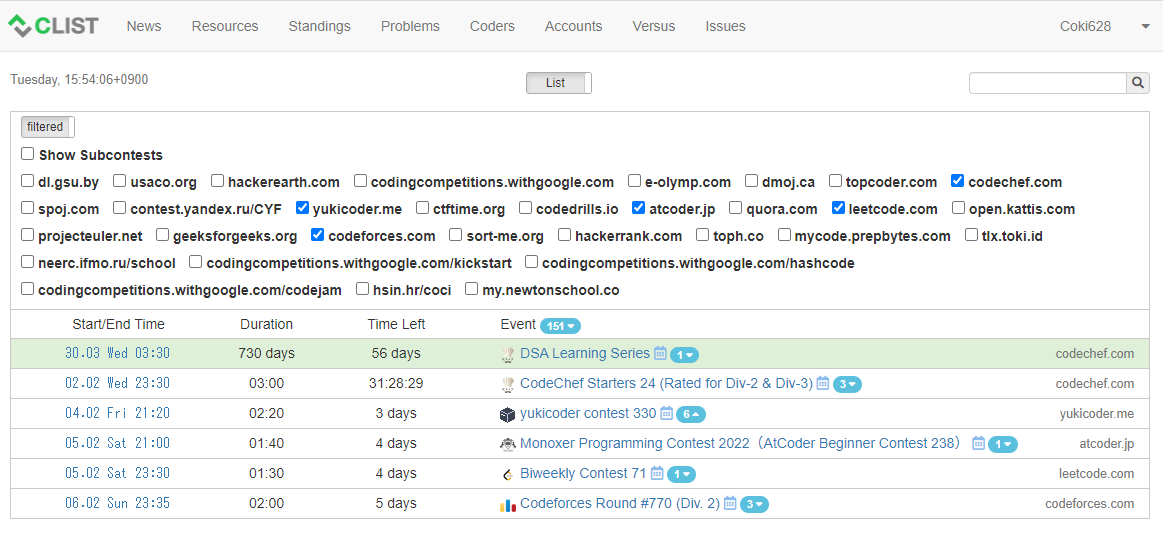 CLIST News Resources Standings Problems Coders Accounts Versus Issues Coki628
Tuesday, 15:54:06+0900 List
filtered
Show Subcontests
dl.gsu.by usaco.org hackerearth.com codingcompetitions.withgoogle.com e-olymp.com dmoj.ca topcoder.com codechef.com
spoj.com contest.yandex.ru/CYF yukicoder.me ctftime.org codedrills.io atcoder.jp quora.com leetcode.com open.kattis.com
projecteuler.net geeksforgeeks.org codeforces.com sort-me.org hackerrank.com toph.co mycode.prepbytes.com tlx.toki.id
neerc.ifmo.ru/school codingcompetitions.withgoogle.com/kickstart codingcompetitions.withgoogle.com/hashcode
codingcompetitions.withgoogle.com/codejam hsin.hr/coci my.newtonschool.co
Start/End Time Duration Time Left Event 151
30.03 Wed 03:30 730 days 56 days DSA Learning Series 1 codechef.com
02.02 Wed 23:30 03:00 31:28:29 CodeChef Starters 24 (Rated for Div-2 & Div-3) 3 codechef.com
04.02 Fri 21:20 02:20 3 days yukicoder contest 330 6 yukicoder.me
05.02 Sat 21:00 01:40 4 days Monoxer Programming Contest 2022（AtCoder Beginner Contest 238） 1 atcoder.jp
05.02 Sat 23:30 01:30 4 days Biweekly Contest 71 1 leetcode.com
06.02 Sun 23:35 02:00 5 days Codeforces Round #770 (Div. 2) 3 codeforces.com